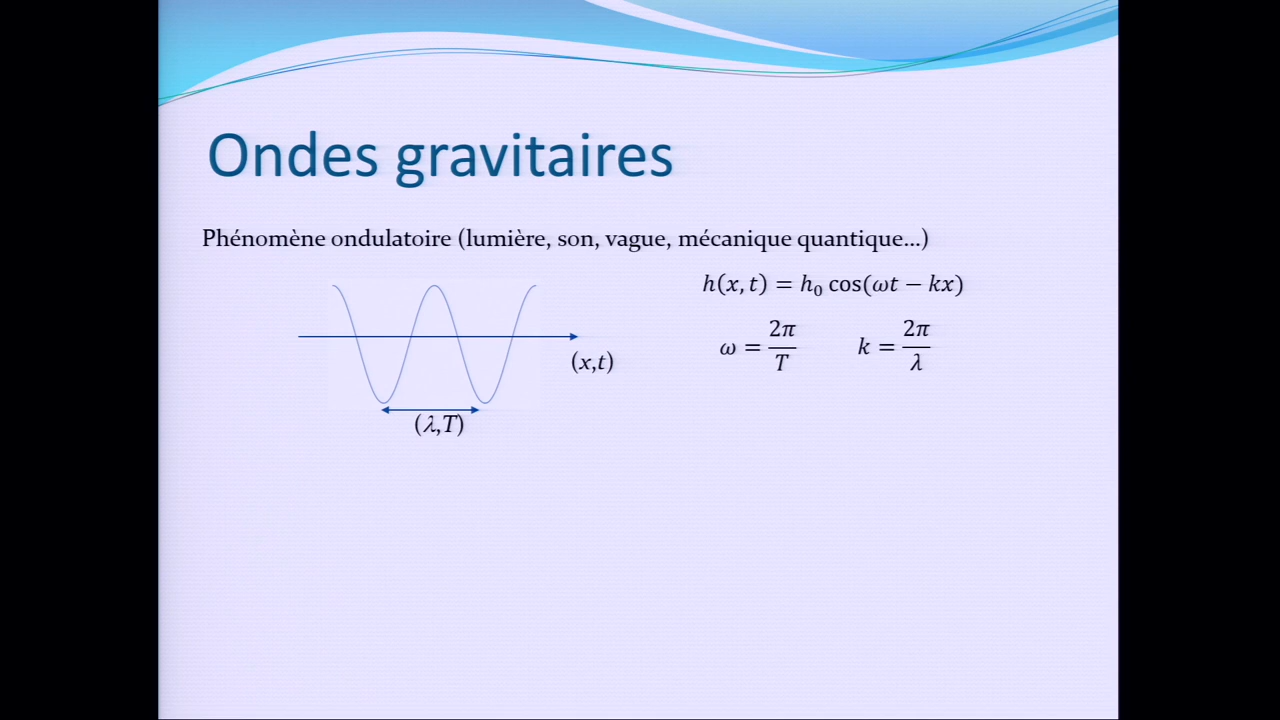 Ondes gravitaires
Phénomène ondulatoire (lumière, son, vague, mécanique quantique…)
h(x, t) = h₀ cos(ωt − kx)
ω = 2π/T k = 2π/λ
(x,t)
(λ,T)